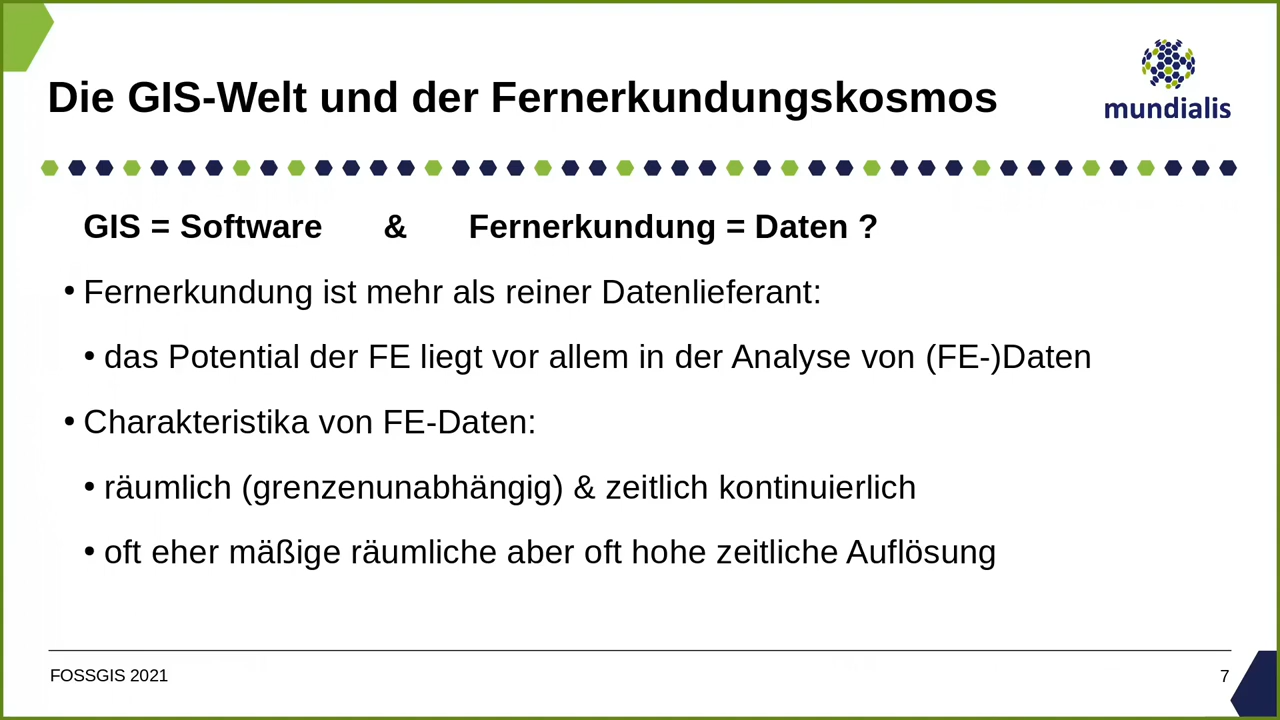 Die GIS-Welt und der Fernerkundungskosmos
mundialis
GIS = Software & Fernerkundung = Daten ?
• Fernerkundung ist mehr als reiner Datenlieferant:
• das Potential der FE liegt vor allem in der Analyse von (FE-)Daten
• Charakteristika von FE-Daten:
• räumlich (grenzenunabhängig) & zeitlich kontinuierlich
• oft eher mäßige räumliche aber oft hohe zeitliche Auflösung
FOSSGIS 2021
7